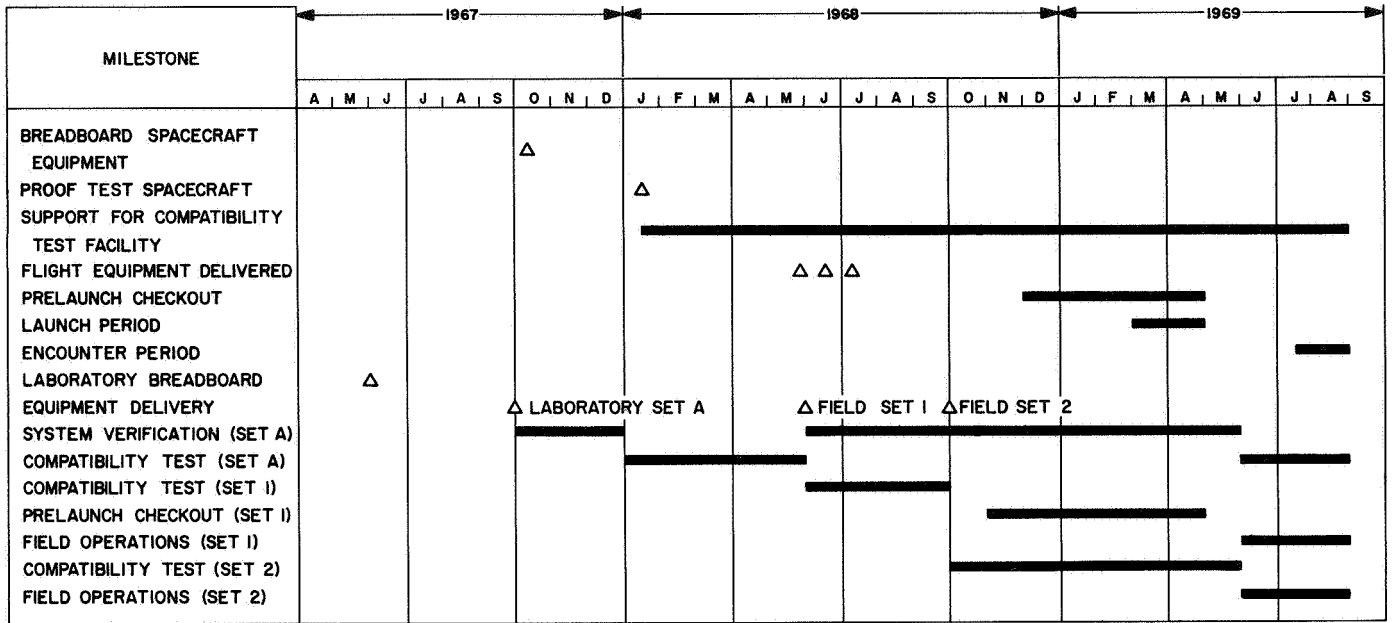 1967 1968 1969
MILESTONE
A M J J A S O N D J F M A M J J A S O N D J F M A M J J A S
BREADBOARD SPACECRAFT
EQUIPMENT
PROOF TEST SPACECRAFT
SUPPORT FOR COMPATIBILITY
TEST FACILITY
FLIGHT EQUIPMENT DELIVERED
PRELAUNCH CHECKOUT
LAUNCH PERIOD
ENCOUNTER PERIOD
LABORATORY BREADBOARD
EQUIPMENT DELIVERY LABORATORY SET A FIELD SET 1 FIELD SET 2
SYSTEM VERIFICATION (SET A)
COMPATIBILITY TEST (SET A)
COMPATIBILITY TEST (SET 1)
PRELAUNCH CHECKOUT (SET 1)
FIELD OPERATIONS (SET 1)
COMPATIBILITY TEST (SET 2)
FIELD OPERATIONS (SET 2)